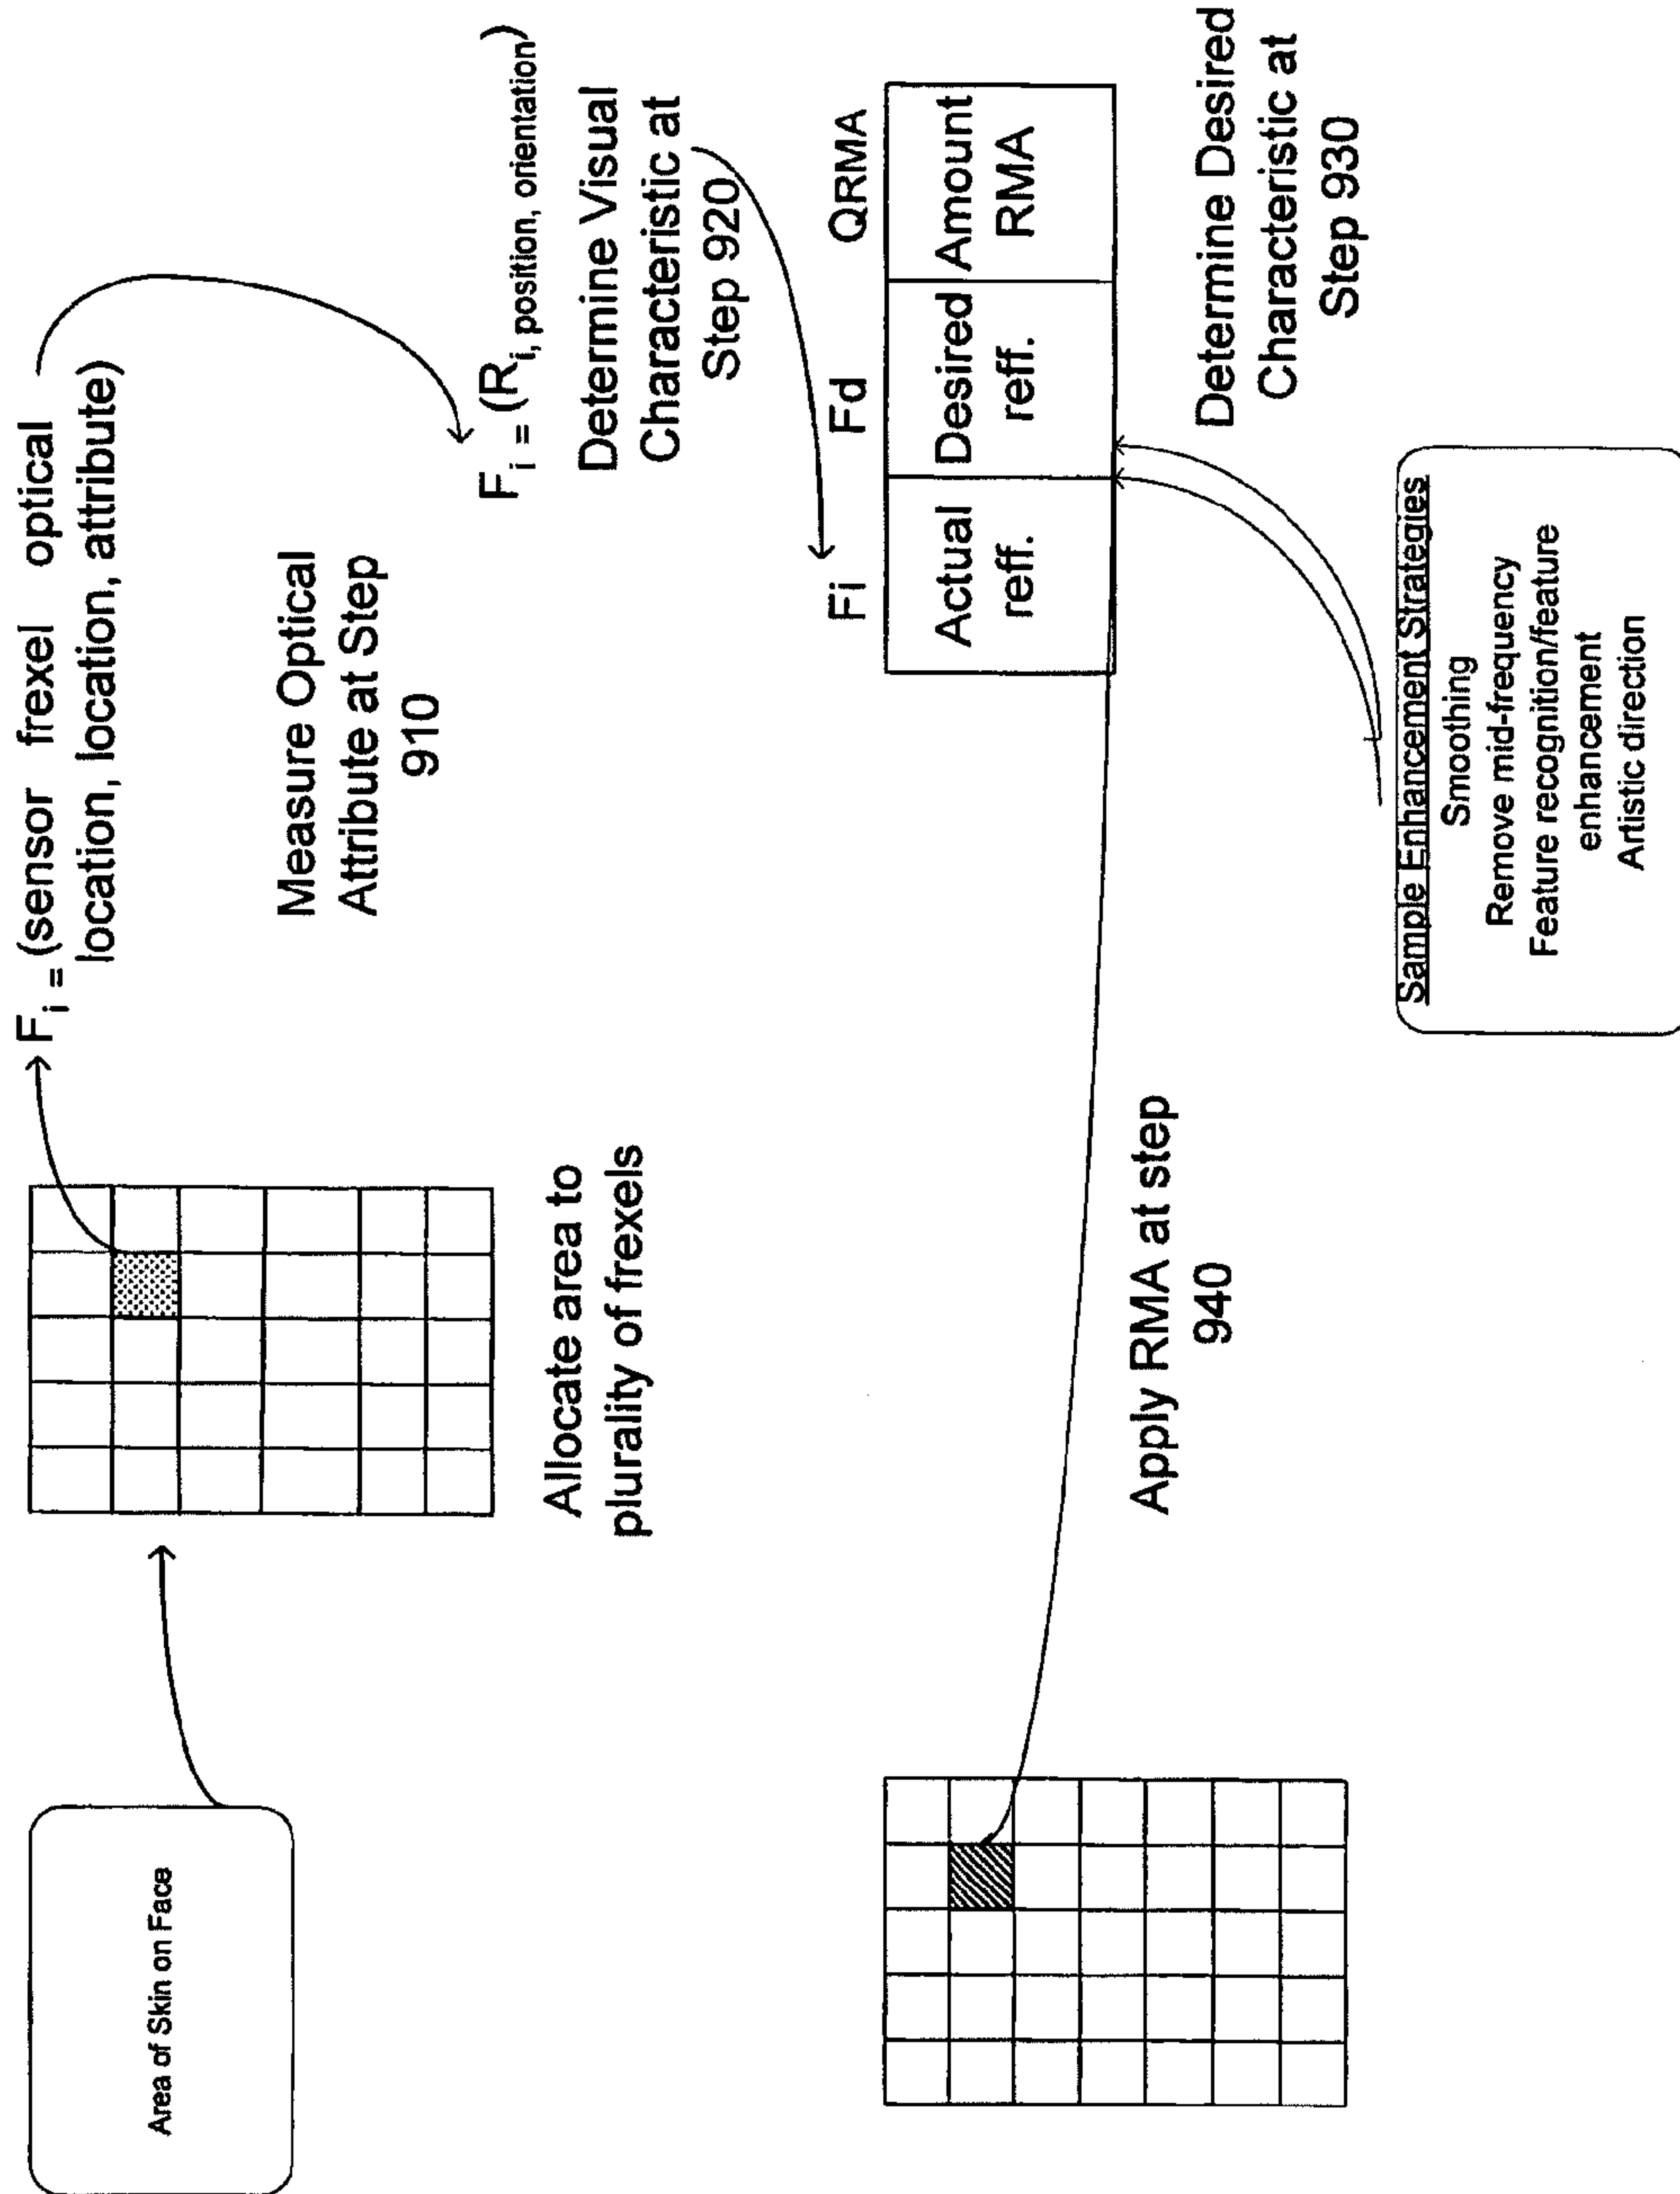 Area of Skin on Face
Allocate area to
plurality of frexels
F i = (sensor frexel optical
location, location, attribute)
Measure Optical
Attribute at Step
910
F i = (R i, position, orientation )
Determine Visual
Characteristic at
Step 920
Fi Fd QRMA
Actual Desired Amount
reff. reff. RMA
Apply RMA at step
940
Determine Desired
Characteristic at
Step 930
Sample Enhancement Strategies
Smoothing
Remove mid-frequency
Feature recognition/feature
enhancement
Artistic direction